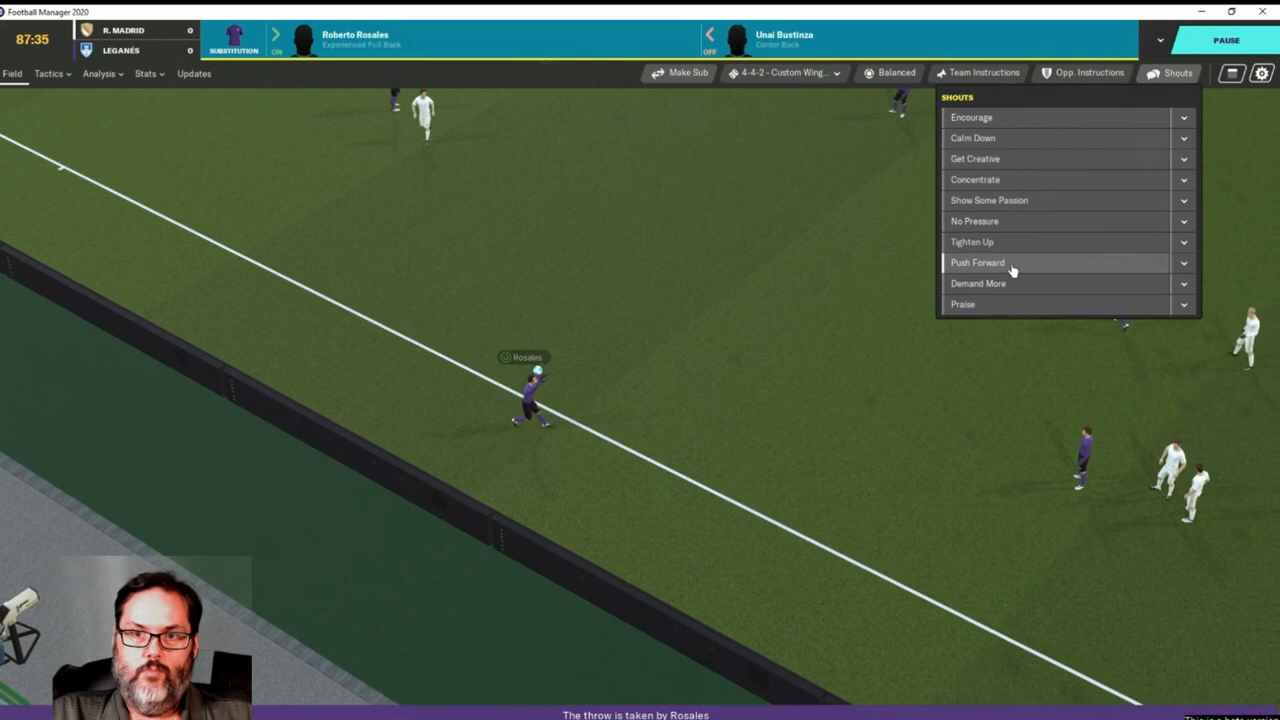 Football Manager 2020
87:35
R. MADRID 0
LEGANÉS 0
SUBSTITUTION
ON
Roberto Rosales
Experienced Full Back
OFF
Unai Bustinza
Center Back
PAUSE
Field Tactics Analysis Stats Updates
Make Sub 4-4-2 - Custom Wing... Balanced Team Instructions Opp. Instructions Shouts
SHOUTS
Encourage
Calm Down
Get Creative
Concentrate
Show Some Passion
No Pressure
Tighten Up
Push Forward
Demand More
Praise
Rosales
The throw is taken by Rosales